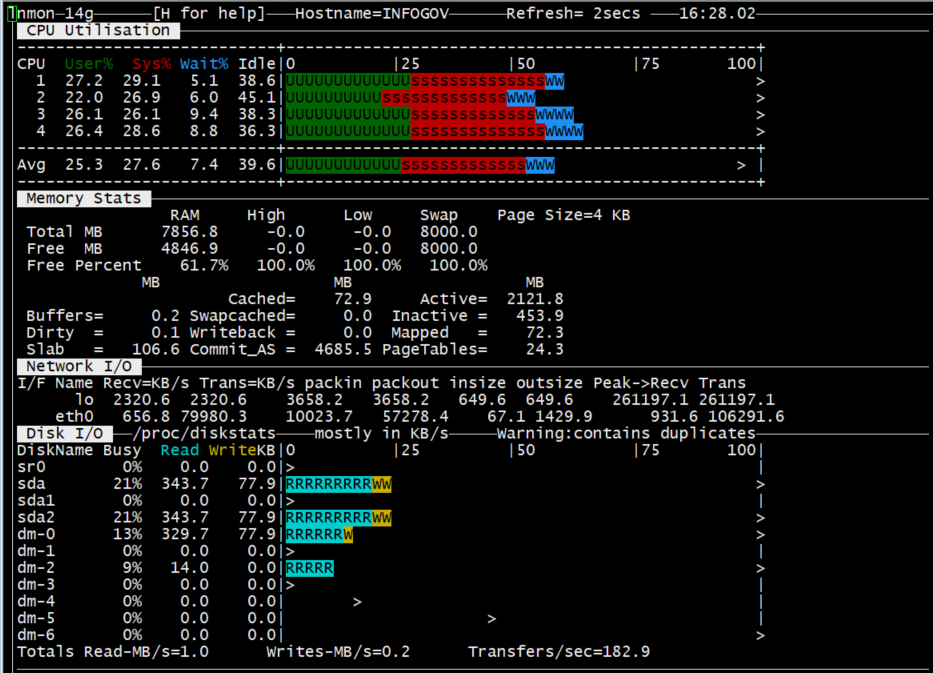 nmon-14g [H for help] Hostname=INFOGOV Refresh= 2secs 16:28.02
CPU Utilisation
CPU User% Sys% Wait% Idle|0 |25 |50 |75 100|
1 27.2 29.1 5.1 38.6|UUUUUUUUUUUUUssssssssssssssWW >
2 22.0 26.9 6.0 45.1|UUUUUUUUUUsssssssssssssWWW >
3 26.1 26.1 9.4 38.3|UUUUUUUUUUUUUsssssssssssssWWWW >
4 26.4 28.6 8.8 36.3|UUUUUUUUUUUUUssssssssssssssWWWW >
Avg 25.3 27.6 7.4 39.6|UUUUUUUUUUUUsssssssssssssWWW > |
Memory Stats
RAM High Low Swap Page Size=4 KB
Total MB 7856.8 -0.0 -0.0 8000.0
Free MB 4846.9 -0.0 -0.0 8000.0
Free Percent 61.7% 100.0% 100.0% 100.0%
MB MB MB
Cached= 72.9 Active= 2121.8
Buffers= 0.2 Swapcached= 0.0 Inactive = 453.9
Dirty = 0.1 Writeback = 0.0 Mapped = 72.3
Slab = 106.6 Commit_AS = 4685.5 PageTables= 24.3
Network I/O
I/F Name Recv=KB/s Trans=KB/s packin packout insize outsize Peak->Recv Trans
lo 2320.6 2320.6 3658.2 3658.2 649.6 649.6 261197.1 261197.1
eth0 656.8 79980.3 10023.7 57278.4 67.1 1429.9 931.6 106291.6
Disk I/O /proc/diskstats mostly in KB/s Warning:contains duplicates
DiskName Busy Read WriteKB|0 |25 |50 |75 100|
sr0 0% 0.0 0.0|> |
sda 21% 343.7 77.9|RRRRRRRRRWW >
sda1 0% 0.0 0.0|> |
sda2 21% 343.7 77.9|RRRRRRRRRWW >
dm-0 13% 329.7 77.9|RRRRRRW >
dm-1 0% 0.0 0.0|> |
dm-2 9% 14.0 0.0|RRRRR >
dm-3 0% 0.0 0.0|> |
dm-4 0% 0.0 0.0| > |
dm-5 0% 0.0 0.0| > |
dm-6 0% 0.0 0.0| >
Totals Read-MB/s=1.0 Writes-MB/s=0.2 Transfers/sec=182.9